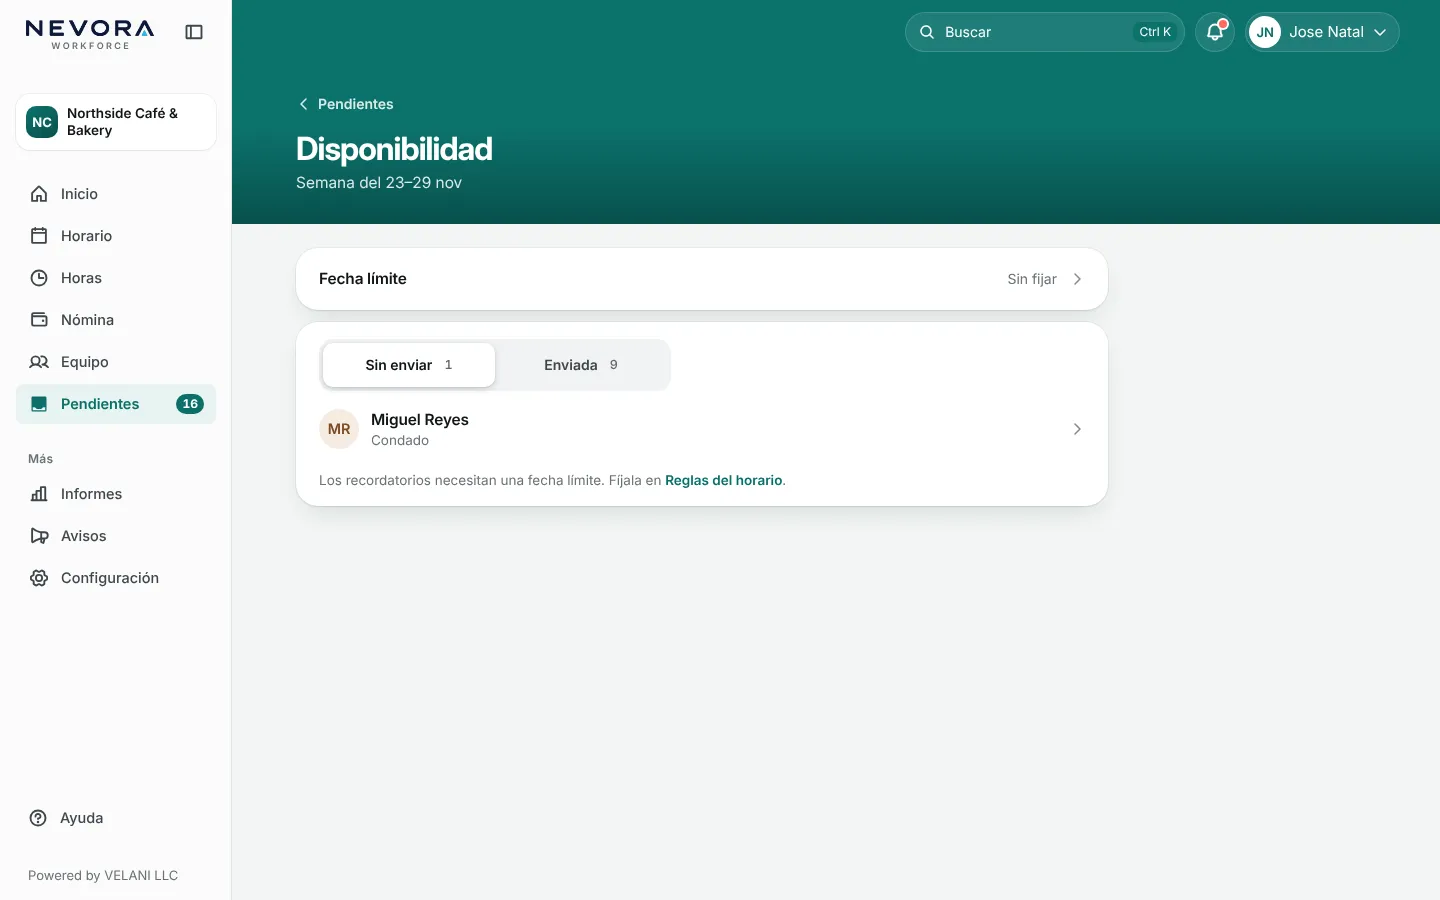 NEVORA
WORKFORCE
Buscar
Ctrl K
JN
Jose Natal
NC
Northside Café &
Bakery
Pendientes
Disponibilidad
Semana del 23–29 nov
Inicio
Horario
Horas
Nómina
Equipo
Pendientes
16
Más
Informes
Avisos
Configuración
Ayuda
Powered by VELANI LLC
Fecha límite
Sin fijar
Sin enviar 1
Enviada 9
MR
Miguel Reyes
Condado
Los recordatorios necesitan una fecha límite. Fíjala en Reglas del horario.